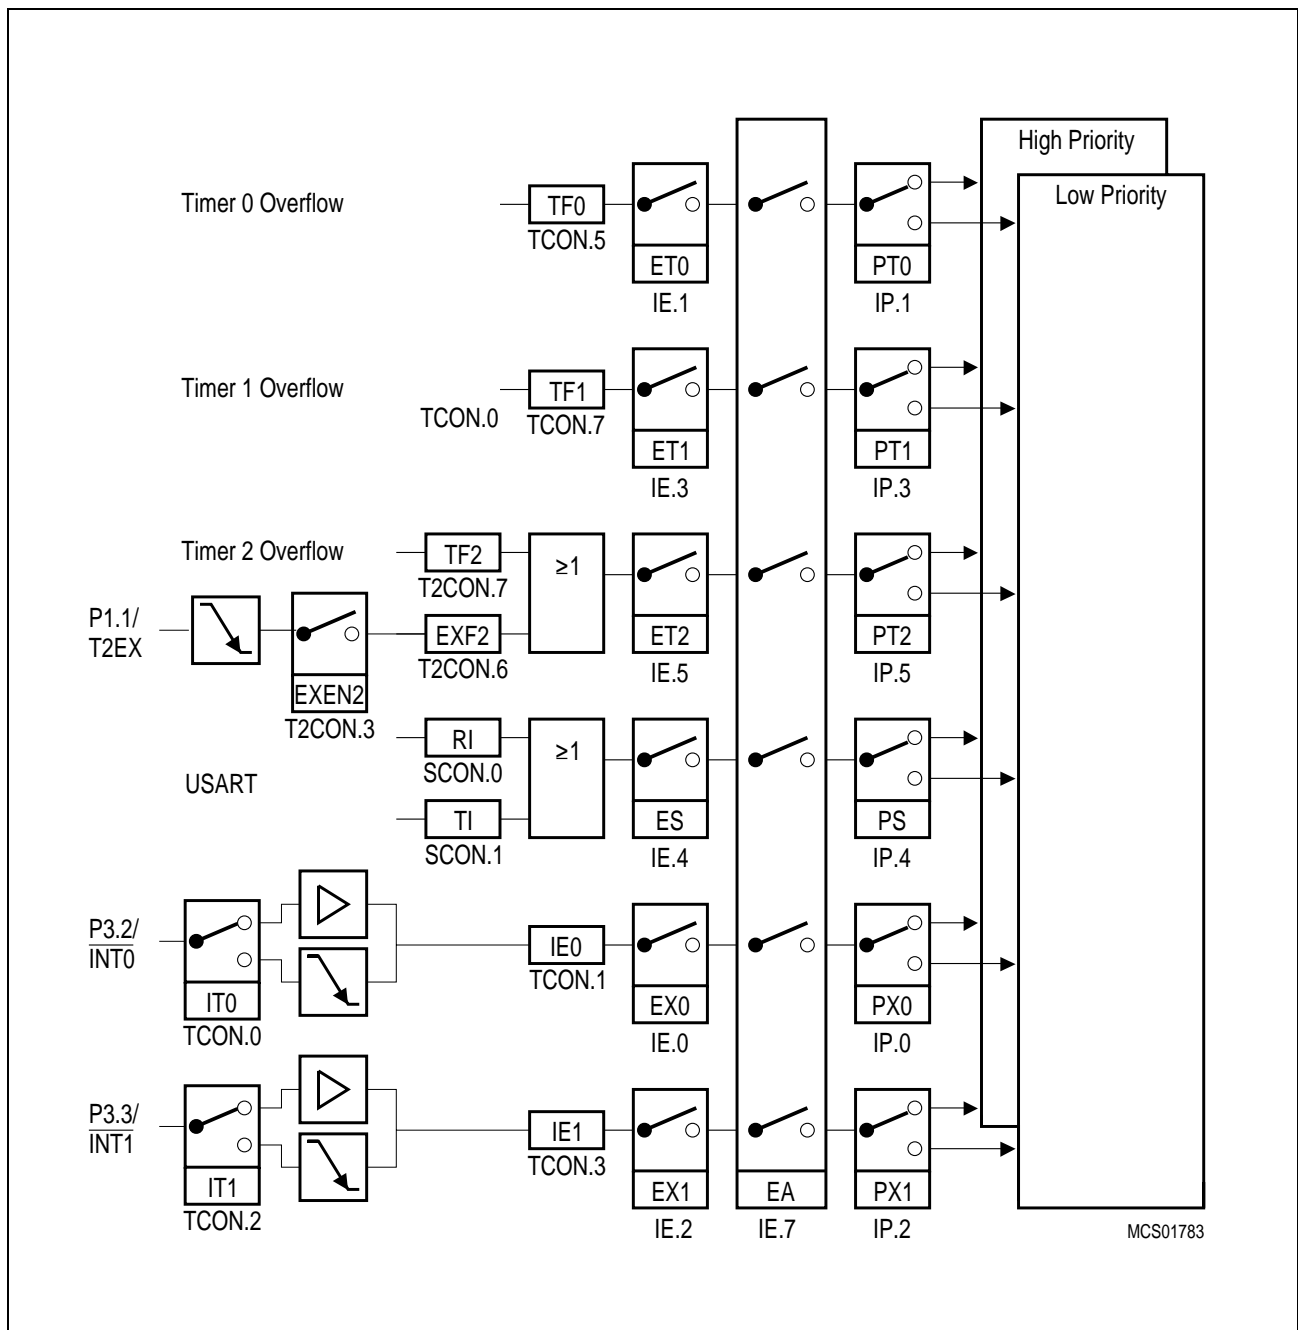 High Priority
Low Priority
Timer 0 Overflow
TF0
TCON.5
ET0
IE.1
PT0
IP.1
Timer 1 Overflow
TCON.0
TF1
TCON.7
ET1
IE.3
PT1
IP.3
Timer 2 Overflow
TF2
T2CON.7
≥1
P1.1/
T2EX
EXEN2
T2CON.3
EXF2
T2CON.6
ET2
IE.5
PT2
IP.5
USART
RI
SCON.0
≥1
TI
SCON.1
ES
IE.4
PS
IP.4
P3.2/
INT0
IT0
TCON.0
IE0
TCON.1
EX0
IE.0
PX0
IP.0
P3.3/
INT1
IT1
TCON.2
IE1
TCON.3
EX1
IE.2
EA
IE.7
PX1
IP.2
MCS01783